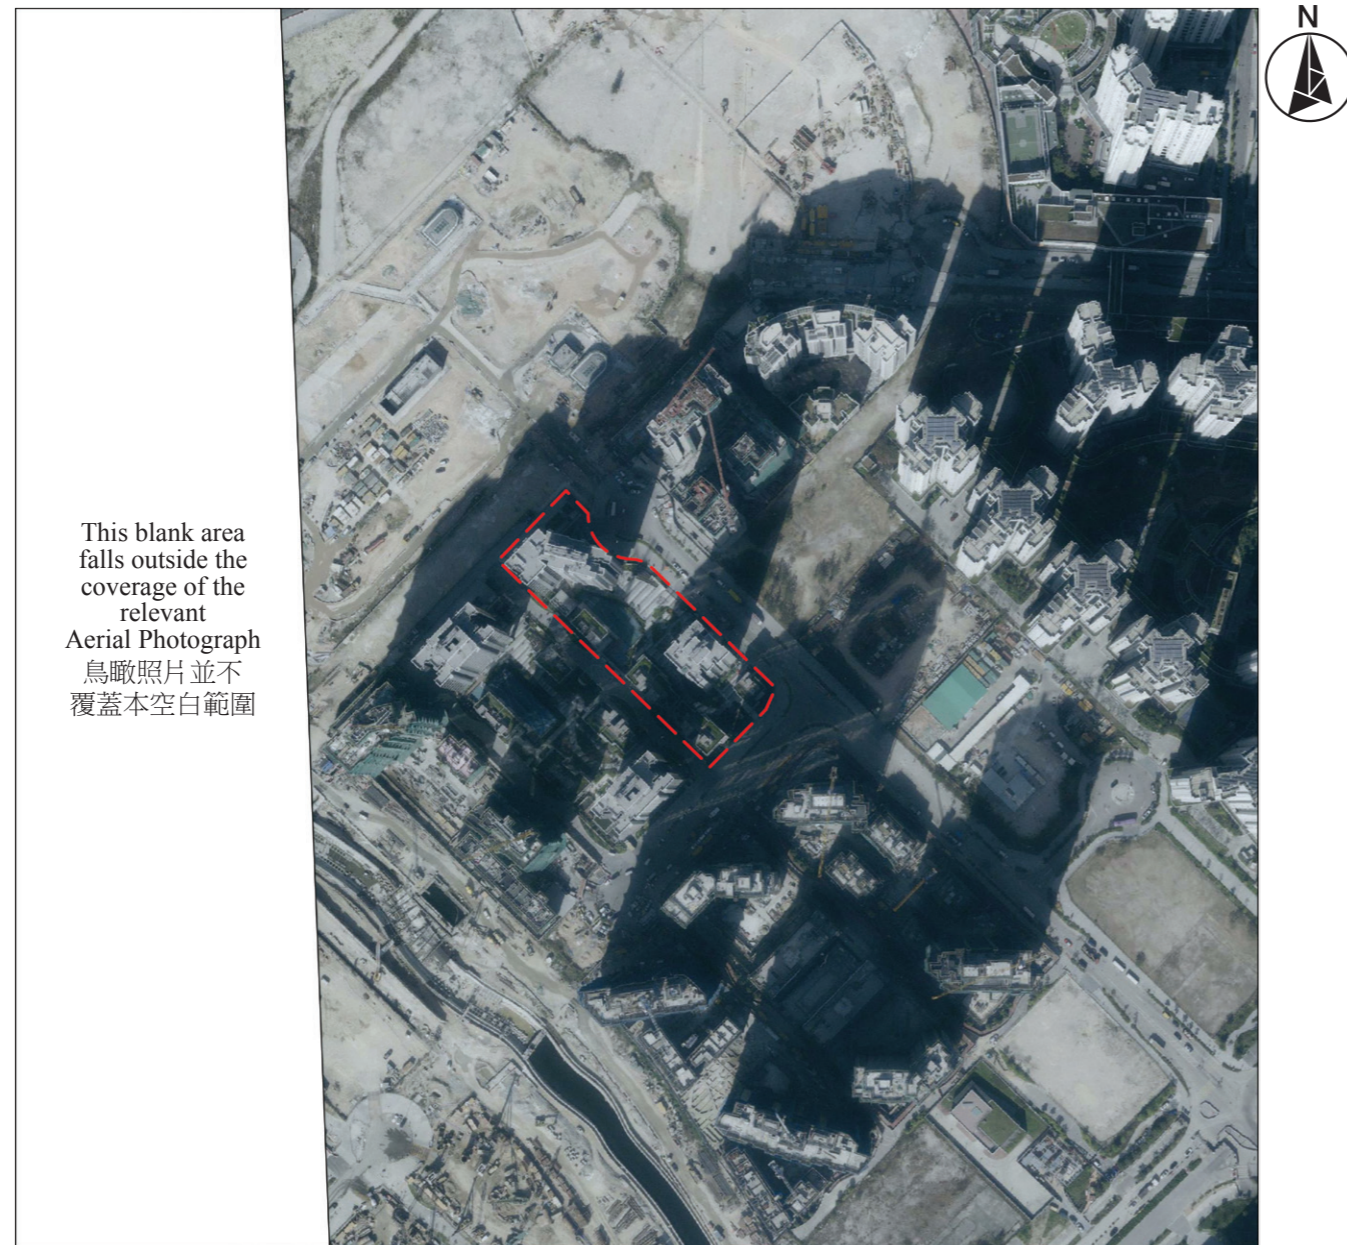 N
This blank area
falls outside the
coverage of the
relevant
Aerial Photograph
鳥瞰照片並不
覆蓋本空白範圍